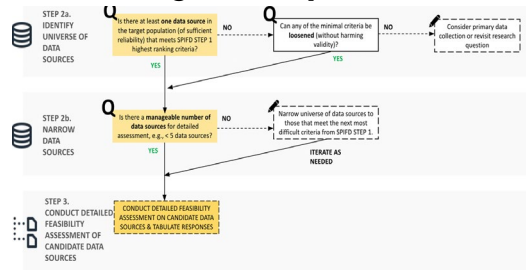 STEP 2a.
IDENTIFY
UNIVERSE OF
DATA
SOURCES
Q
Is there at least one data source in
the target population (of sufficient
reliability) that meets SPIFD STEP 1
highest ranking criteria?
NO
Q
Can any of the minimal criteria be
loosened (without harming
validity)?
NO
Consider primary data
collection or revisit research
question
YES
YES
STEP 2b.
NARROW
DATA
SOURCES
Q
Is there a manageable number of
data sources for detailed
assessment, e.g., < 5 data sources?
NO
Narrow universe of data sources to
those that meet the next most
difficult criteria from SPIFD STEP 1.
YES
ITERATE AS
NEEDED
STEP 3.
CONDUCT DETAILED
FEASIBILITY
ASSESSMENT OF
CANDIDATE DATA
SOURCES
CONDUCT DETAILED FEASIBILITY
ASSESSMENT ON CANDIDATE DATA
SOURCES & TABULATE RESPONSES